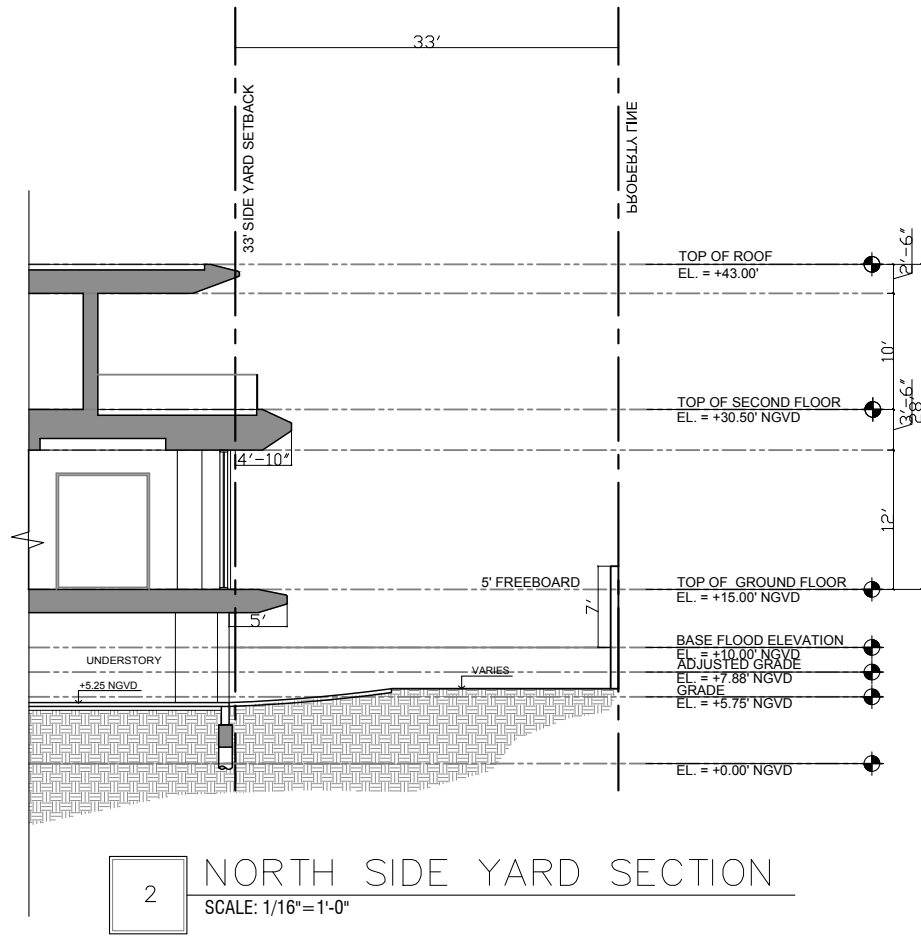 33'
33' SIDE YARD SETBACK
PROPERTY LINE
TOP OF ROOF
EL. = +43.00'
2'-6"
10'
TOP OF SECOND FLOOR
EL. = +30.50' NGVD
3'-6"
28'
4'-10"
12'
5' FREEBOARD
TOP OF GROUND FLOOR
EL. = +15.00' NGVD
7'
5'
BASE FLOOD ELEVATION
EL. = +10.00' NGVD
UNDERSTORY
ADJUSTED GRADE
EL. = +7.88' NGVD
VARIES
+5.25 NGVD
GRADE
EL. = +5.75' NGVD
EL. = +0.00' NGVD
2
NORTH SIDE YARD SECTION
SCALE: 1/16"=1'-0"